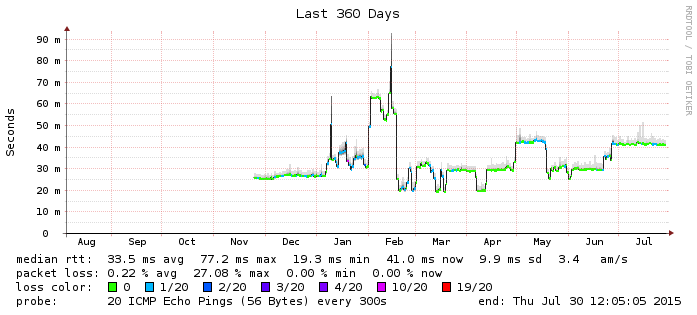 Last 360 Days
RRDTOOL / TOBI OETIKER
Seconds
90 m
80 m
70 m
60 m
50 m
40 m
30 m
20 m
10 m
0
Aug Sep Oct Nov Dec Jan Feb Mar Apr May Jun Jul
median rtt: 33.5 ms avg 77.2 ms max 19.3 ms min 41.0 ms now 9.9 ms sd 3.4 am/s
packet loss: 0.22 % avg 27.08 % max 0.00 % min 0.00 % now
loss color: 0 1/20 2/20 3/20 4/20 10/20 19/20
probe: 20 ICMP Echo Pings (56 Bytes) every 300s end: Thu Jul 30 12:05:05 2015